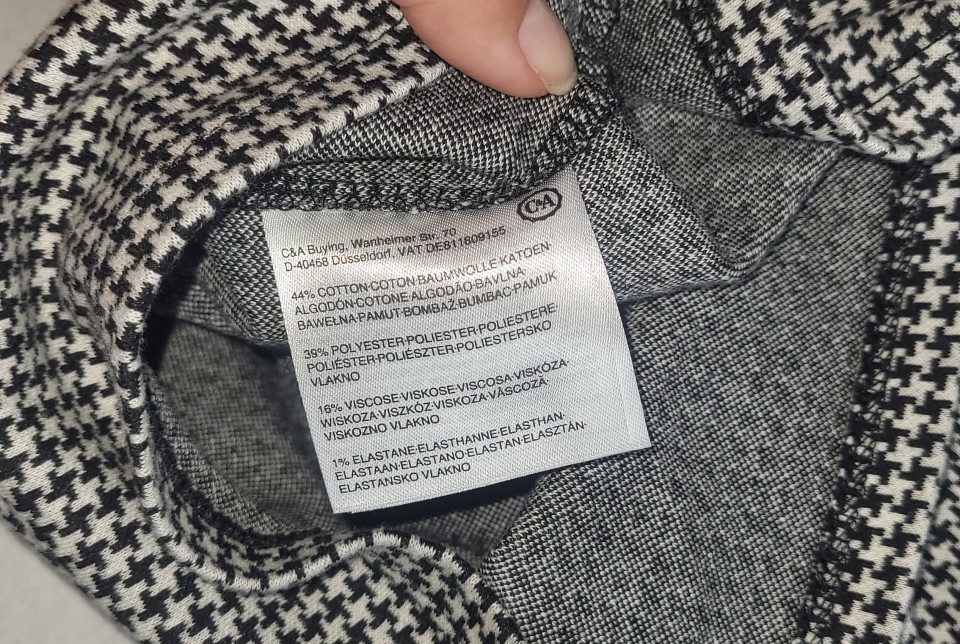 C&A
C&A Buying, Wanheimer Str. 70
D-40468 Düsseldorf, VAT DE811809155
44% COTTON·COTON·BAUMWOLLE·KATOEN·
ALGODÓN·COTONE·ALGODÃO·BAVLNA·
BAWEŁNA·PAMUT·BOMBAŽ·BUMBAC·PAMUK
39% POLYESTER·POLIESTER·POLIESTERE·
POLIÉSTER·POLIÉSZTER·POLIESTERSKO
VLAKNO
16% VISCOSE·VISKOSE·VISCOSA·VISKÓZA·
WISKOZA·VISZKÓZ·VISKOZA·VÂSCOZĂ·
VISKOZNO VLAKNO
1% ELASTANE·ELASTHANNE·ELASTHAN·
ELASTAAN·ELASTANO·ELASTAN·ELASZTÁN·
ELASTANSKO VLAKNO